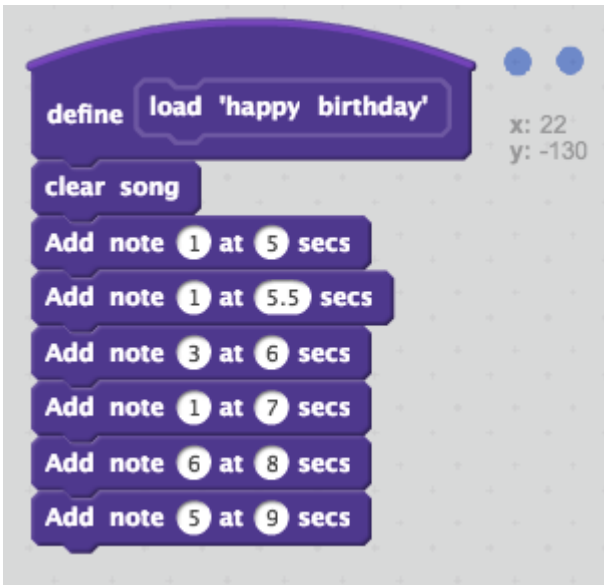 define load 'happy birthday'
x: 22
y: -130
clear song
Add note 1 at 5 secs
Add note 1 at 5.5 secs
Add note 3 at 6 secs
Add note 1 at 7 secs
Add note 6 at 8 secs
Add note 5 at 9 secs